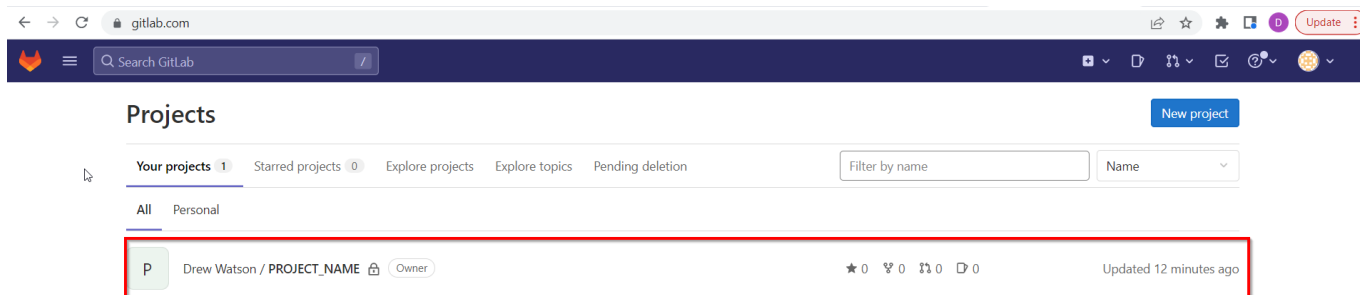 gitlab.com
D
Update
Search GitLab /
Projects
New project
Your projects 1 Starred projects 0 Explore projects Explore topics Pending deletion
Filter by name
Name
All Personal
P Drew Watson / PROJECT_NAME Owner 0 0 0 0 Updated 12 minutes ago